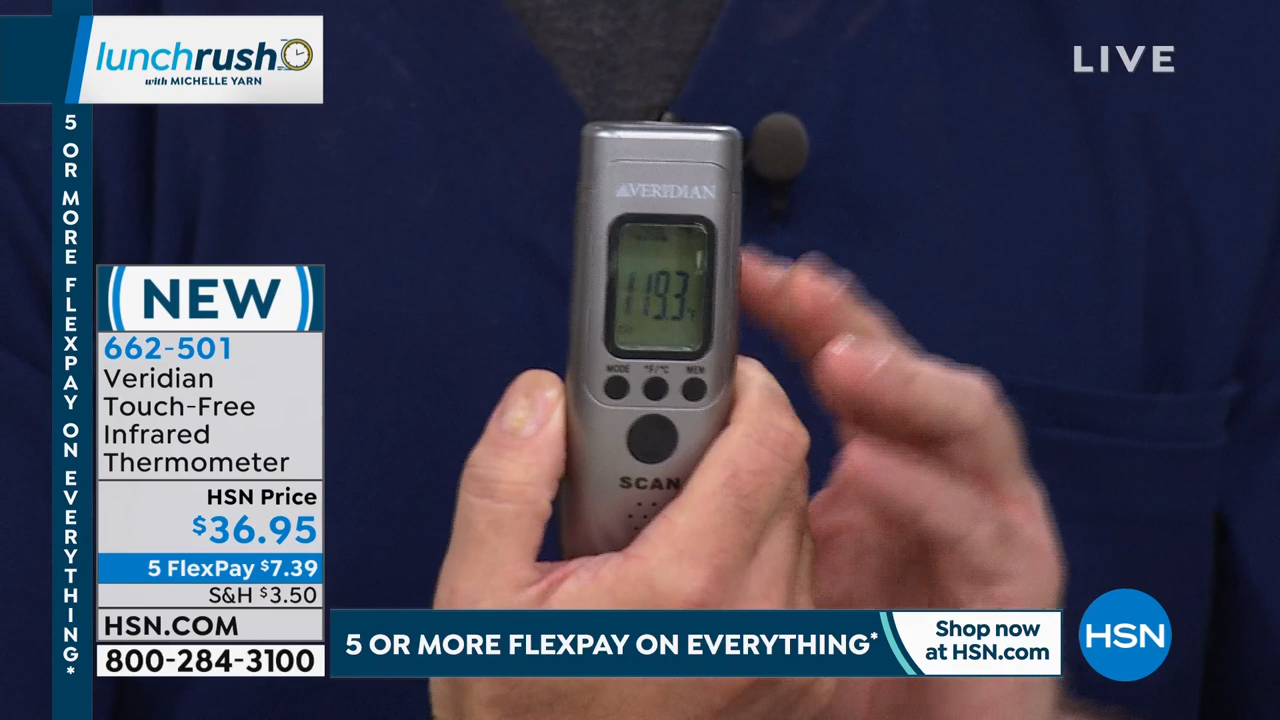 lunchrush
with MICHELLE YARN
LIVE
5 OR MORE FLEXPAY ON EVERYTHING*
NEW
662-501
Veridian
Touch-Free
Infrared
Thermometer
HSN Price
$36.95
5 FlexPay $7.39
S&H $3.50
HSN.COM
800-284-3100
VERIDIAN
119.3°F
MODE °F/°C MEM
SCAN
5 OR MORE FLEXPAY ON EVERYTHING*
Shop now
at HSN.com
HSN